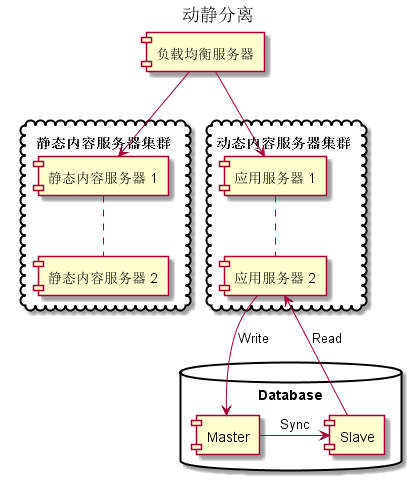 动静分离
负载均衡服务器
静态内容服务器集群
动态内容服务器集群
静态内容服务器 1
应用服务器 1
静态内容服务器 2
应用服务器 2
Write
Read
Database
Master
Sync
Slave